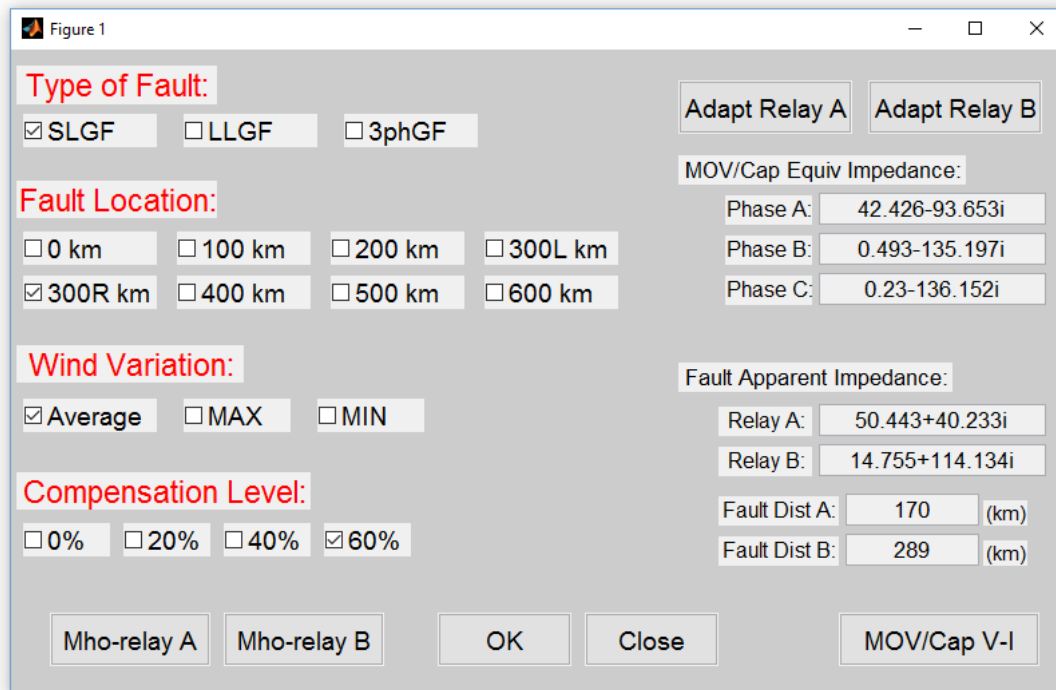 Figure 1
Type of Fault:
SLGF LLGF 3phGF
Fault Location:
0 km 100 km 200 km 300L km
300R km 400 km 500 km 600 km
Wind Variation:
Average MAX MIN
Compensation Level:
0% 20% 40% 60%
Adapt Relay A Adapt Relay B
MOV/Cap Equiv Impedance:
Phase A: 42.426-93.653i
Phase B: 0.493-135.197i
Phase C: 0.23-136.152i
Fault Apparent Impedance:
Relay A: 50.443+40.233i
Relay B: 14.755+114.134i
Fault Dist A: 170 (km)
Fault Dist B: 289 (km)
Mho-relay A Mho-relay B OK Close MOV/Cap V-I